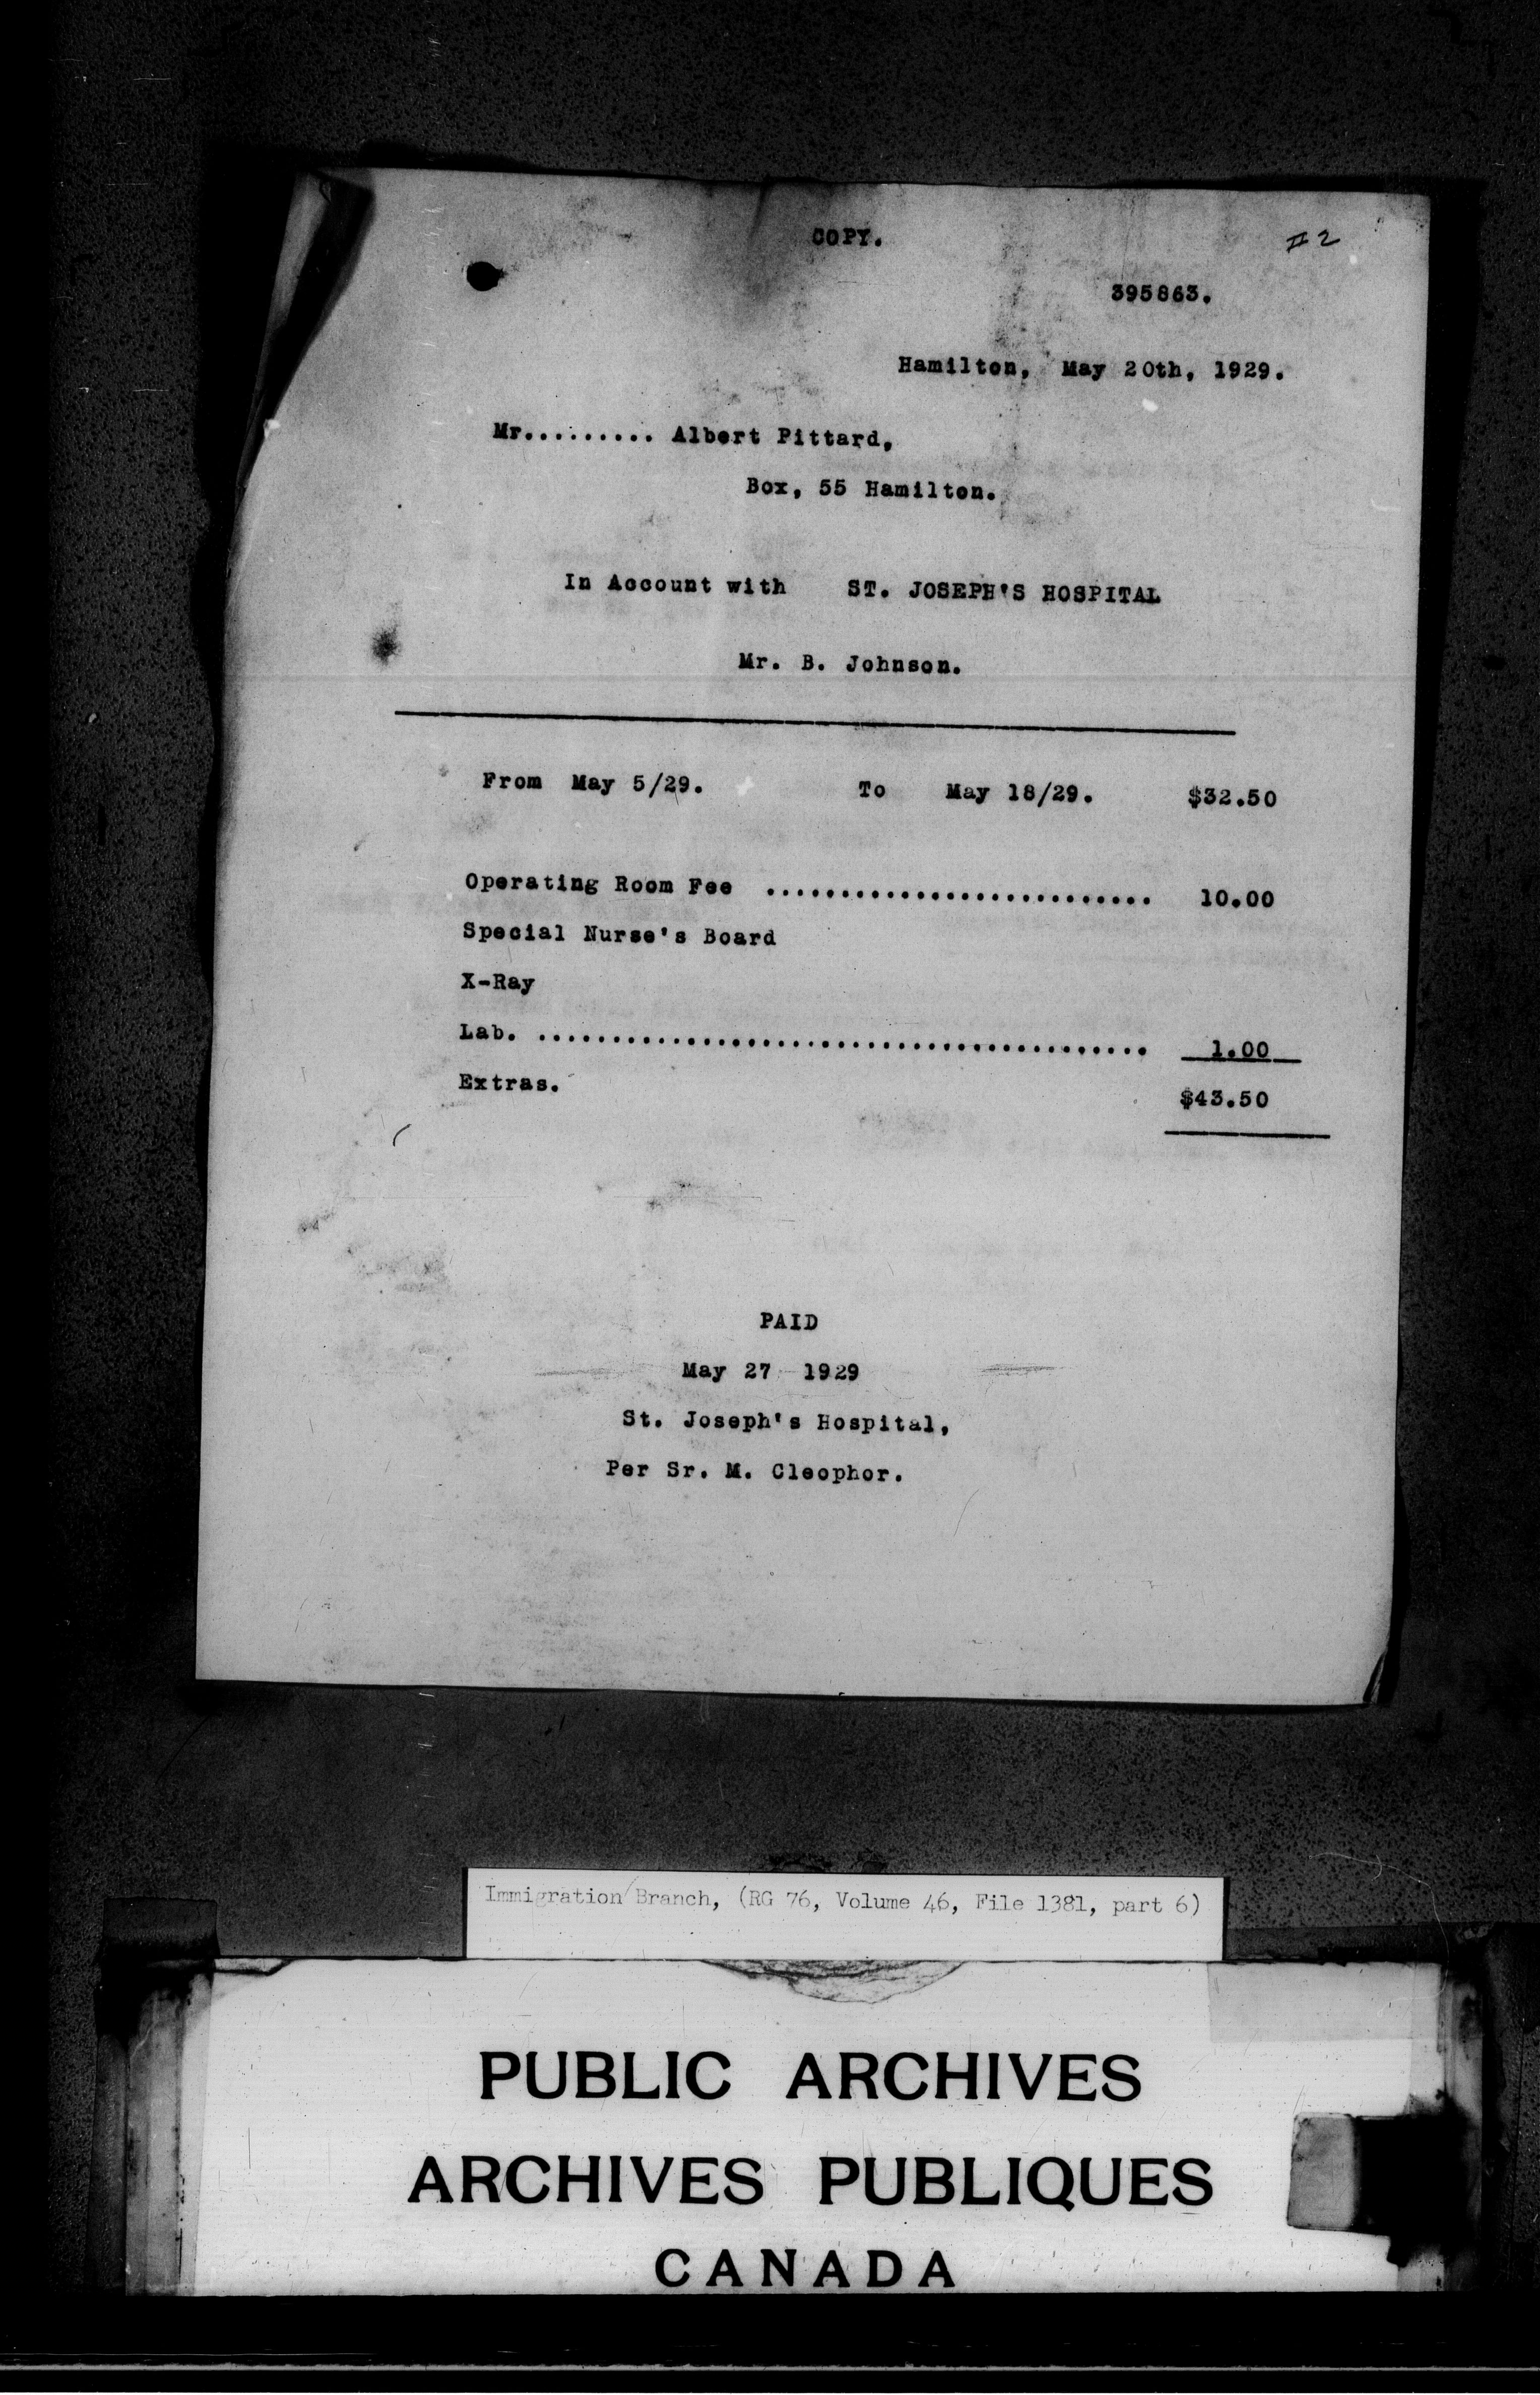 COPY.
#2
395863.
Hamilton, May 20th, 1929.
Mr......... Albert Pittard,
Box, 55 Hamilton.
In Account with ST. JOSEPH'S HOSPITAL
Mr. B. Johnson.
From May 5/29. To May 18/29. $32.50
Operating Room Fee .......................... 10.00
Special Nurse's Board
X-Ray
Lab. ......................................... 1.00
Extras.
$43.50
PAID
May 27 1929
St. Joseph's Hospital,
Per Sr. M. Cleophor.
Immigration Branch, (RG 76, Volume 46, File 1381, part 6)
PUBLIC ARCHIVES
ARCHIVES PUBLIQUES
CANADA